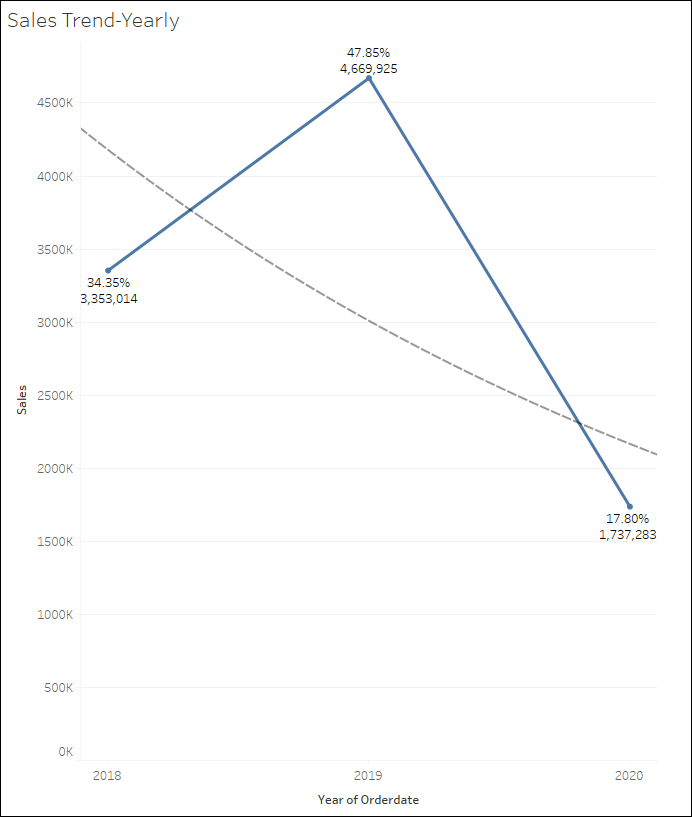 Sales Trend-Yearly
47.85%
4,669,925
4500K
4000K
3500K
34.35%
3,353,014
3000K
2500K
Sales
2000K
17.80%
1,737,283
1500K
1000K
500K
0K
2018
2019
2020
Year of Orderdate